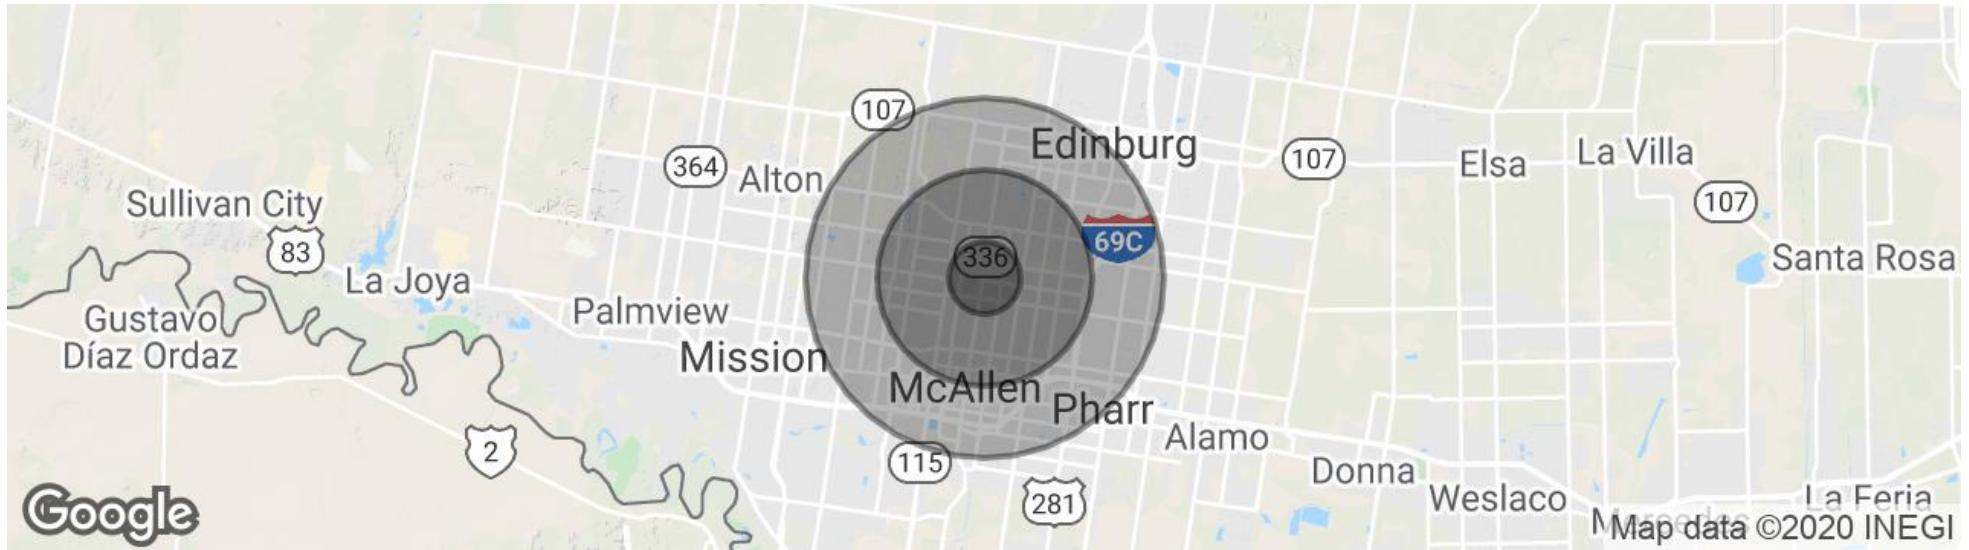 107
Edinburg
107
Elsa
La Villa
364
Alton
107
Sullivan City
83
69C
336
Santa Rosa
La Joya
Gustavo
Díaz Ordaz
Palmview
Mission
McAllen
Pharr
Alamo
2
115
Donna
281
Weslaco
La Feria
Google
Mercedes
Map data ©2020 INEGI